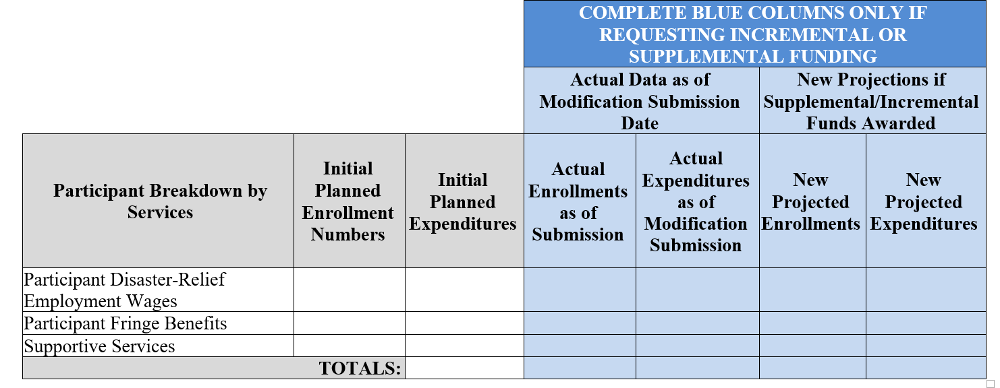 COMPLETE BLUE COLUMNS ONLY IF
REQUESTING INCREMENTAL OR
SUPPLEMENTAL FUNDING
Actual Data as of
Modification Submission
Date
New Projections if
Supplemental/Incremental
Funds Awarded
Participant Breakdown by
Services
Initial
Planned
Enrollment
Numbers
Initial
Planned
Expenditures
Actual
Enrollments
as of
Submission
Actual
Expenditures
as of
Modification
Submission
New
Projected
Enrollments
New
Projected
Expenditures
Participant Disaster-Relief
Employment Wages
Participant Fringe Benefits
Supportive Services
TOTALS: